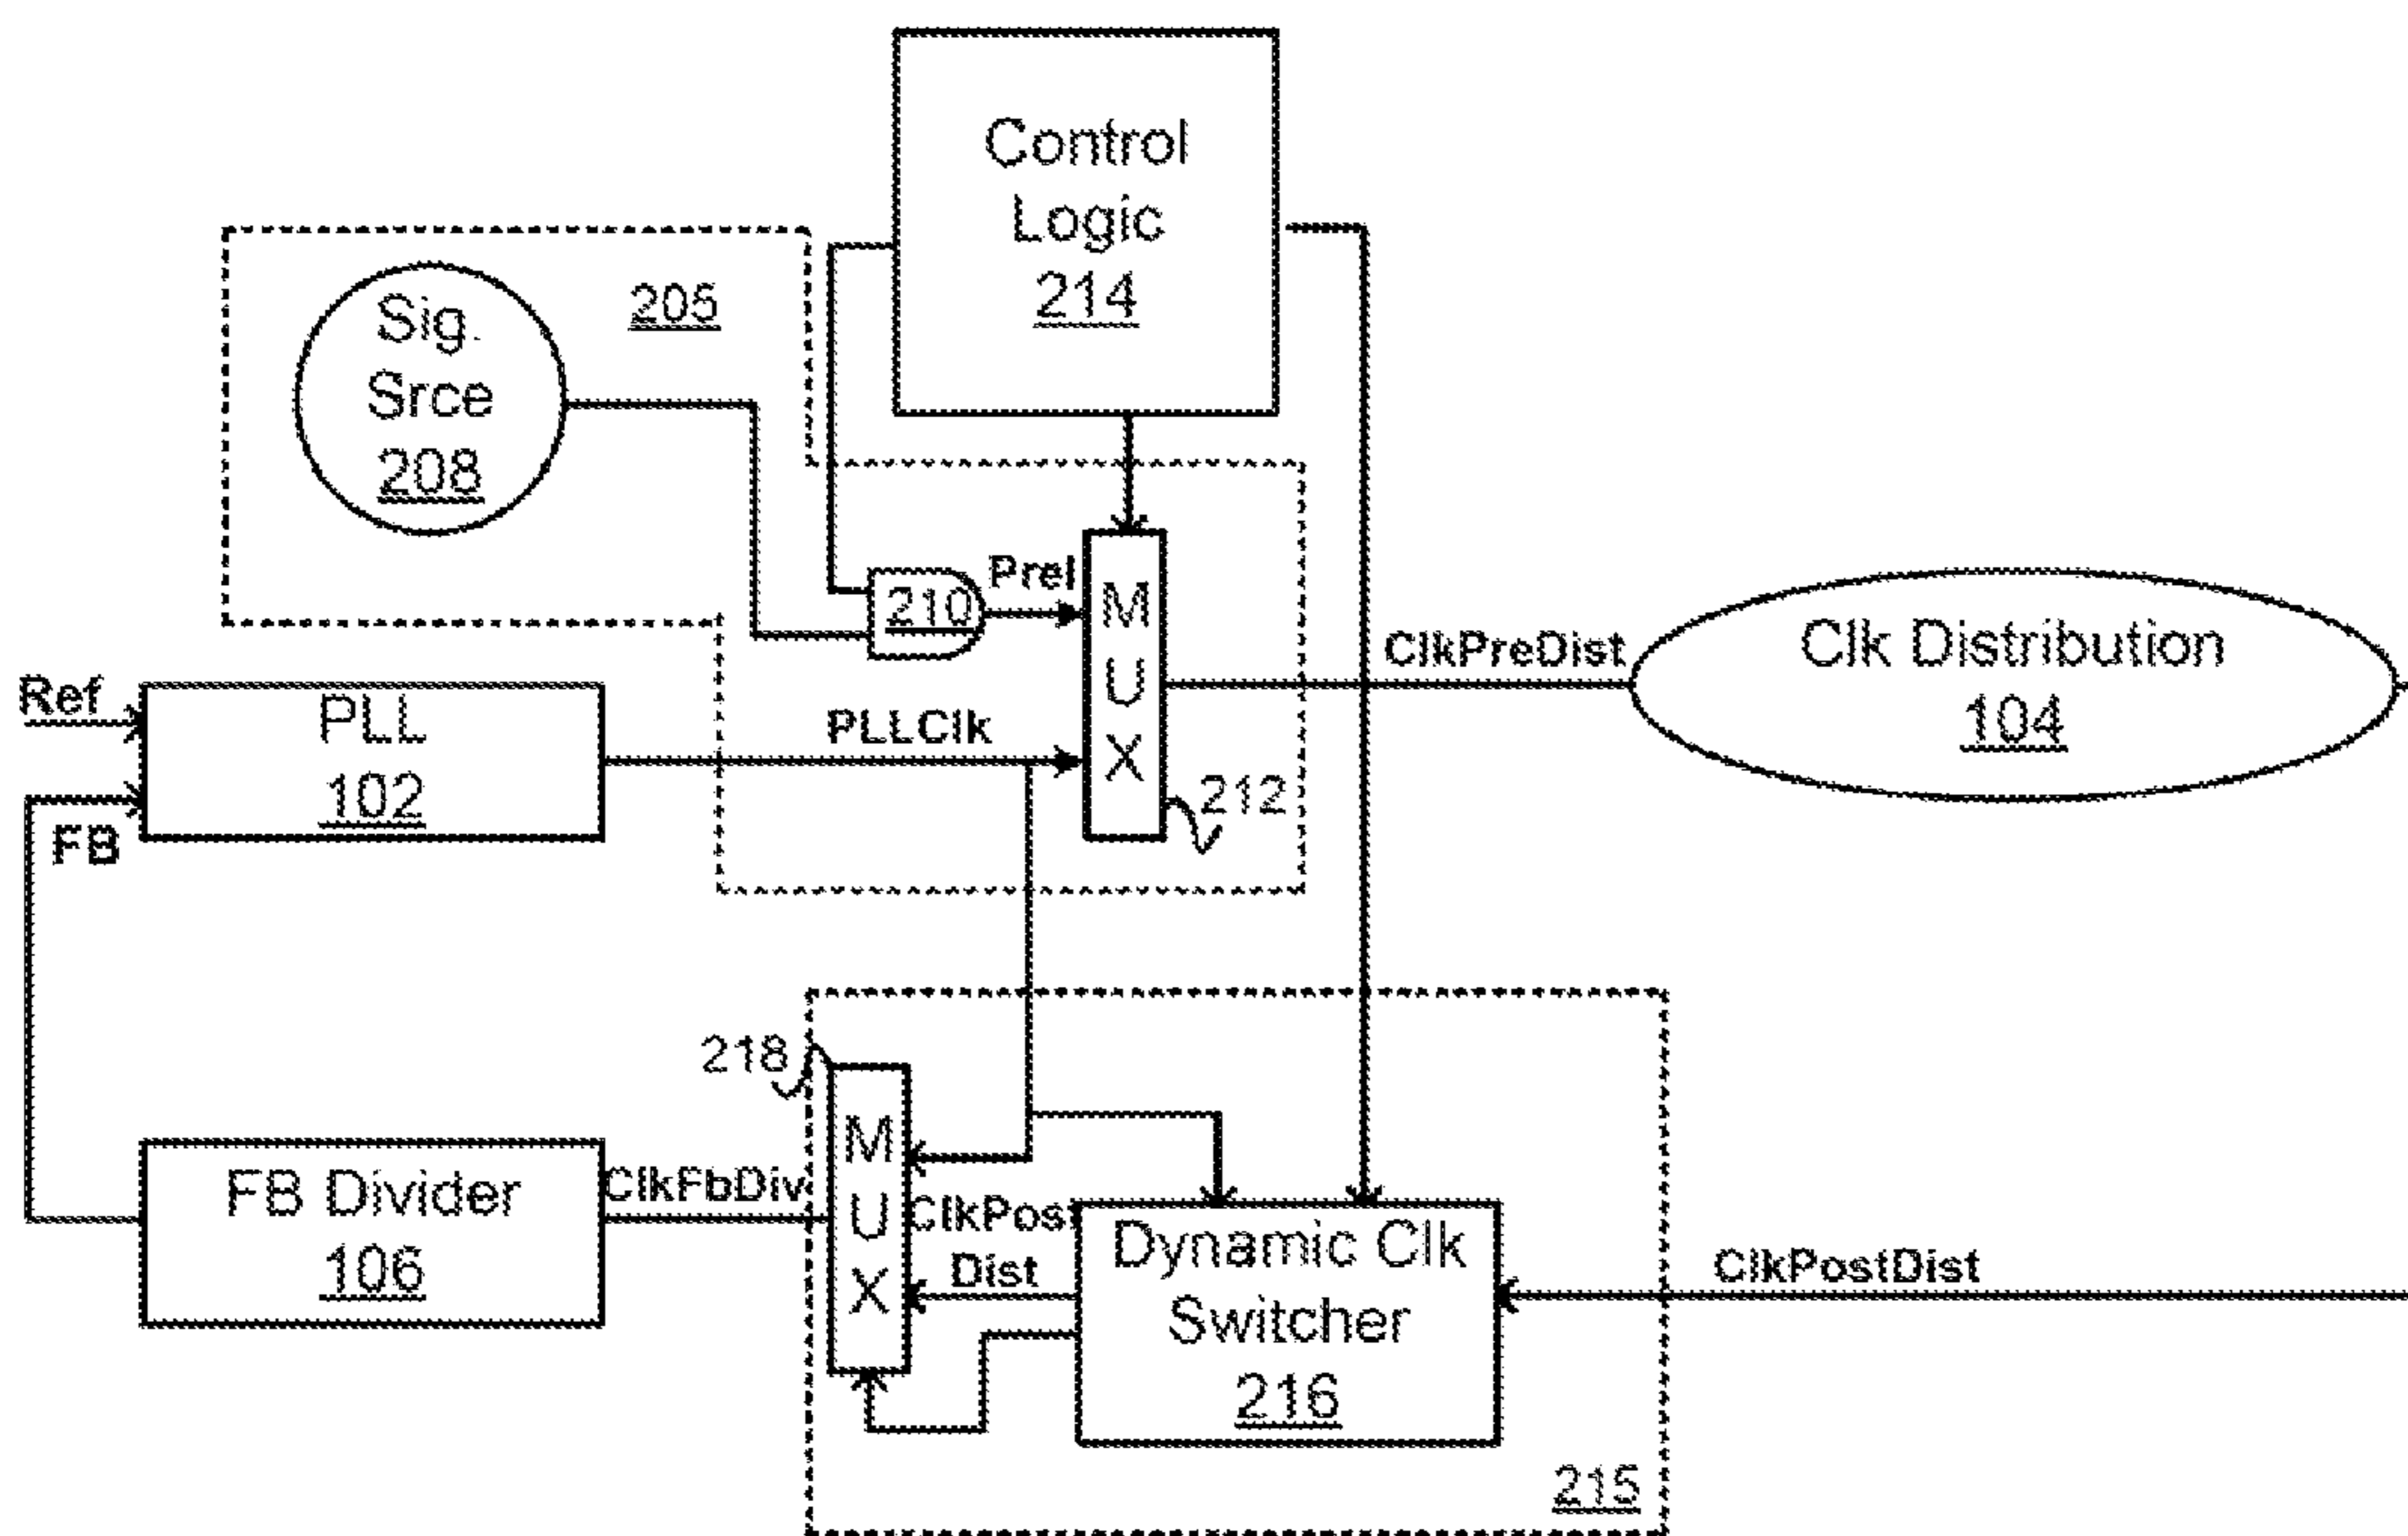 Control
Logic
214
Sig.
Srce
208
205
210
Prel
M
U
X
212
ClkPreDist
Clk Distribution
104
Ref
PLL
102
PLLClk
FB
218
M
U
X
ClkFbDiv
FB Divider
106
ClkPost
Dist
Dynamic Clk
Switcher
216
ClkPostDist
215